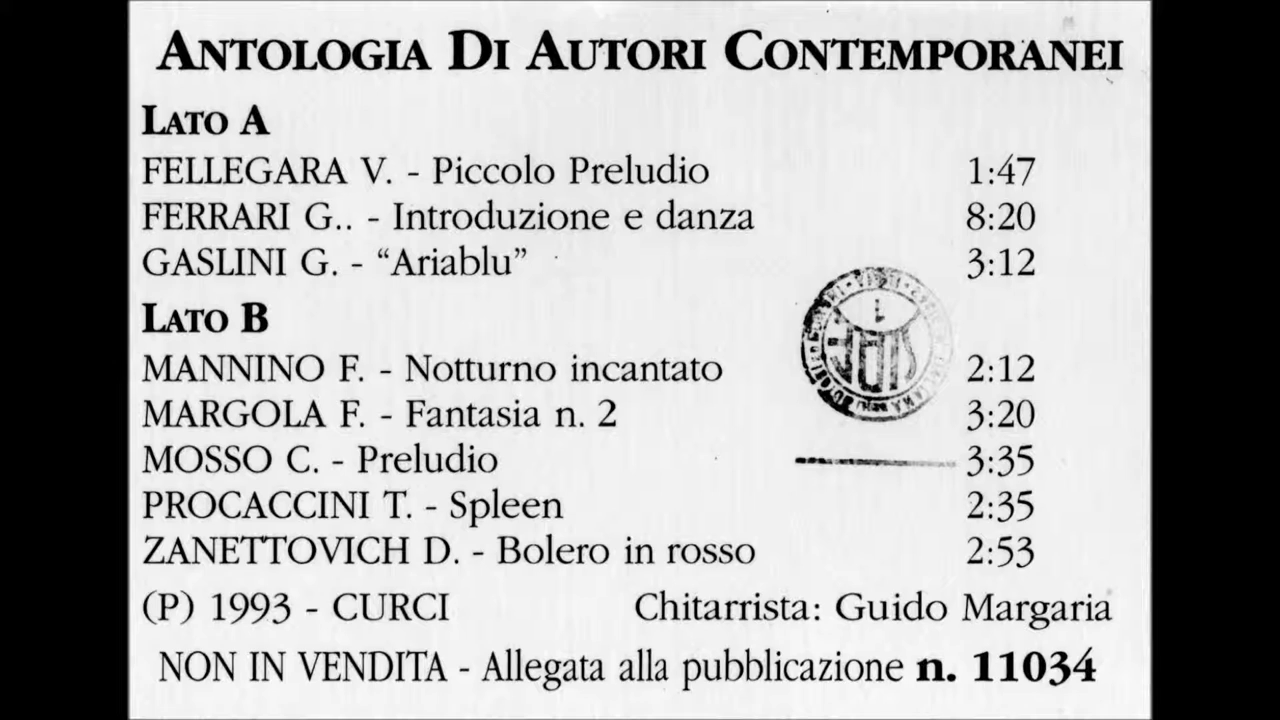 ANTOLOGIA DI AUTORI CONTEMPORANEI
LATO A
FELLEGARA V. - Piccolo Preludio 1:47
FERRARI G.. - Introduzione e danza 8:20
GASLINI G. - “Ariablu” 3:12
LATO B
MANNINO F. - Notturno incantato 2:12
MARGOLA F. - Fantasia n. 2 3:20
MOSSO C. - Preludio 3:35
PROCACCINI T. - Spleen 2:35
ZANETTOVICH D. - Bolero in rosso 2:53
(P) 1993 - CURCI Chitarrista: Guido Margaria
NON IN VENDITA - Allegata alla pubblicazione n. 11034